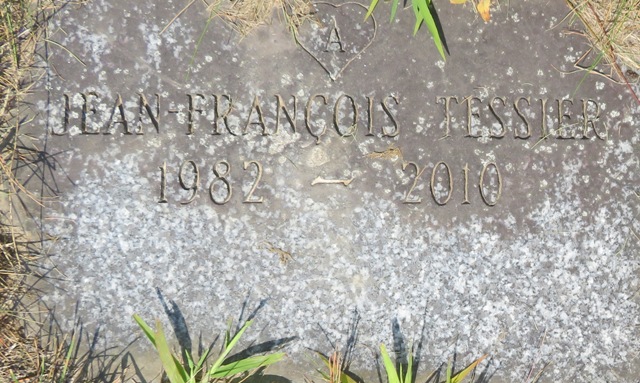 A
JEAN-FRANÇOIS TESSIER
1982 — 2010